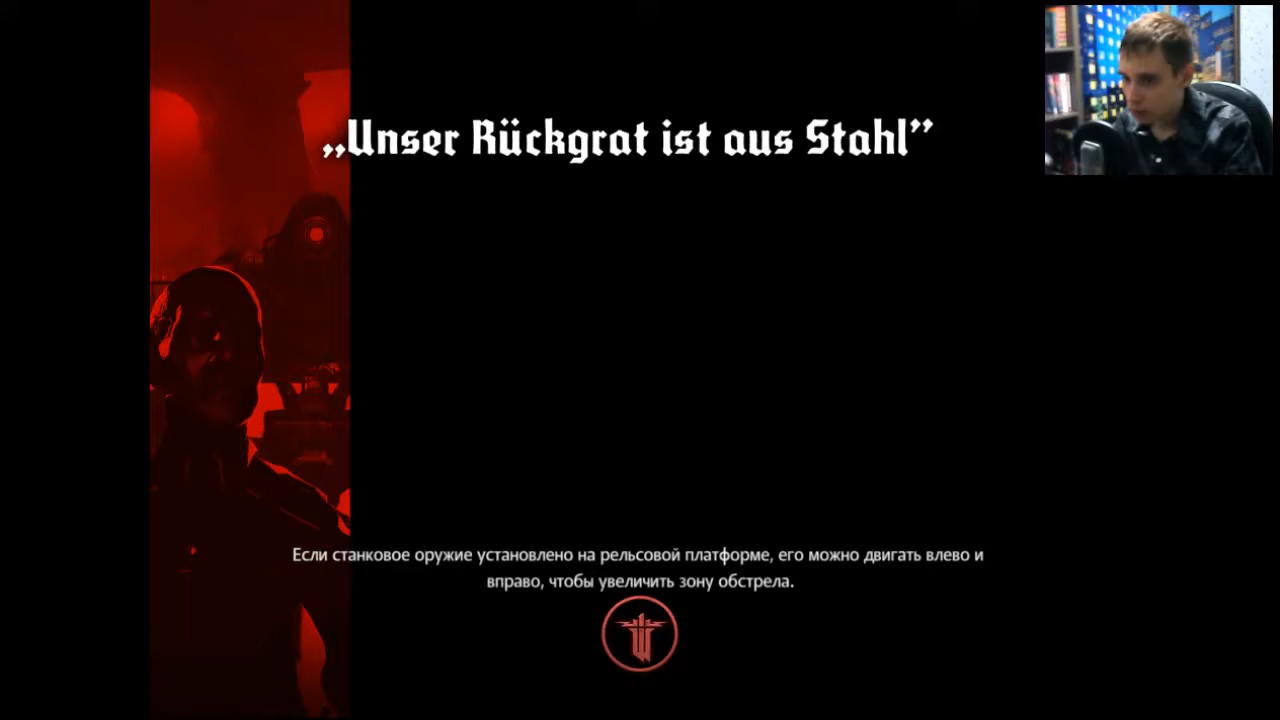 „Unser Rückgrat ist aus Stahl”
Если станковое оружие установлено на рельсовой платформе, его можно двигать влево и
вправо, чтобы увеличить зону обстрела.